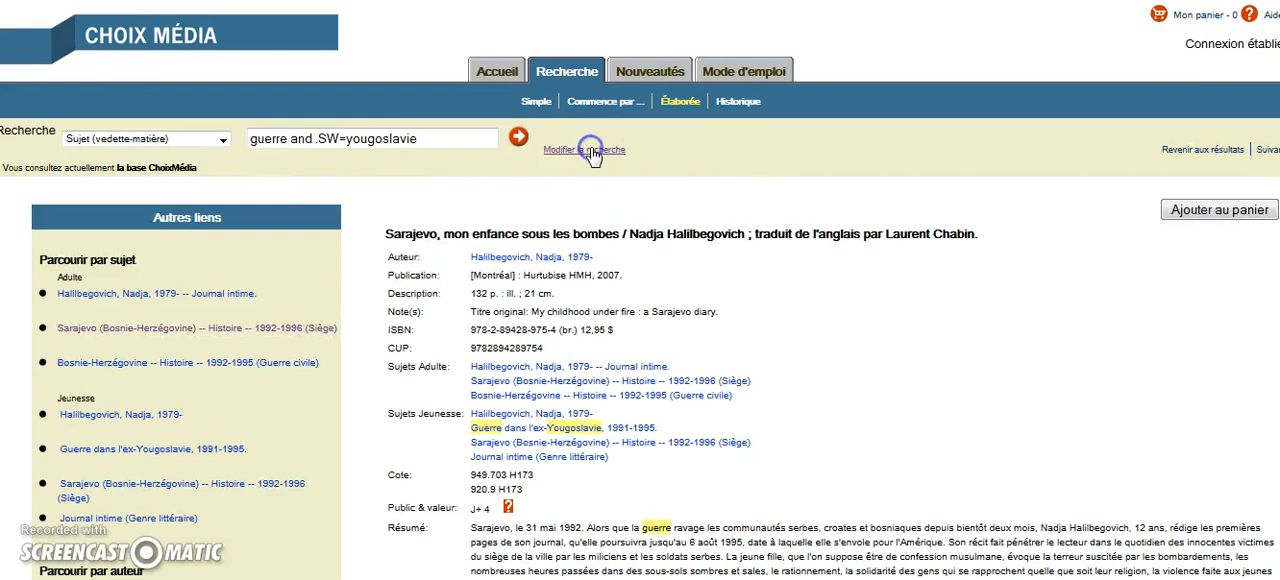 Mon panier - 0 ? Aide
CHOIX MÉDIA
Connexion établie
Accueil Recherche Nouveautés Mode d'emploi
Simple Commence par ... Élaborée Historique
Recherche Sujet (vedette-matière) guerre and .SW=yougoslavie
Modifier la recherche Revenir aux résultats
Vous consultez actuellement la base ChoixMédia
Autres liens
Parcourir par sujet
Adulte
Halilbegovich, Nadja, 1979- -- Journal intime.
Sarajevo (Bosnie-Herzégovine) -- Histoire -- 1992-1996 (Siège)
Bosnie-Herzégovine -- Histoire -- 1992-1995 (Guerre civile)
Jeunesse
Halilbegovich, Nadja, 1979-
Guerre dans l'ex-Yougoslavie, 1991-1995.
Sarajevo (Bosnie-Herzégovine) -- Histoire -- 1992-1996
(Siège)
Journal intime (Genre littéraire)
Parcourir par auteur
Ajouter au panier
Sarajevo, mon enfance sous les bombes / Nadja Halilbegovich ; traduit de l'anglais par Laurent Chabin.
Auteur: Halilbegovich, Nadja, 1979-
Publication: [Montréal] : Hurtubise HMH, 2007.
Description: 132 p. : ill. ; 21 cm.
Note(s): Titre original: My childhood under fire : a Sarajevo diary.
ISBN: 978-2-89428-975-4 (br.) 12,95 $
CUP: 9782894289754
Sujets Adulte: Halilbegovich, Nadja, 1979- -- Journal intime.
Sarajevo (Bosnie-Herzégovine) -- Histoire -- 1992-1996 (Siège)
Bosnie-Herzégovine -- Histoire -- 1992-1995 (Guerre civile)
Sujets Jeunesse: Halilbegovich, Nadja, 1979-
Guerre dans l'ex-Yougoslavie, 1991-1995.
Sarajevo (Bosnie-Herzégovine) -- Histoire -- 1992-1996 (Siège)
Journal intime (Genre littéraire)
Cote: 949.703 H173
920.9 H173
Public & valeur: J+ 4 ?
Résumé: Sarajevo, le 31 mai 1992. Alors que la guerre ravage les communautés serbes, croates et bosniaques depuis bientôt deux mois, Nadja Halilbegovich, 12 ans, rédige les premières
pages de son journal, qu'elle poursuivra jusqu'au 6 août 1995, date à laquelle elle s'envole pour l'Amérique. Son récit fait pénétrer le lecteur dans le quotidien des innocentes victimes
du siège de la ville par les miliciens et les soldats serbes. La jeune fille, que l'on suppose être de confession musulmane, évoque la terreur suscitée par les bombardements, les
nombreuses heures passées dans des sous-sols sombres et sales, le rationnement, la solidarité des gens qui se rapprochent quelle que soit leur religion, la violence faite aux jeunes
Recorded with
SCREENCAST O MATIC